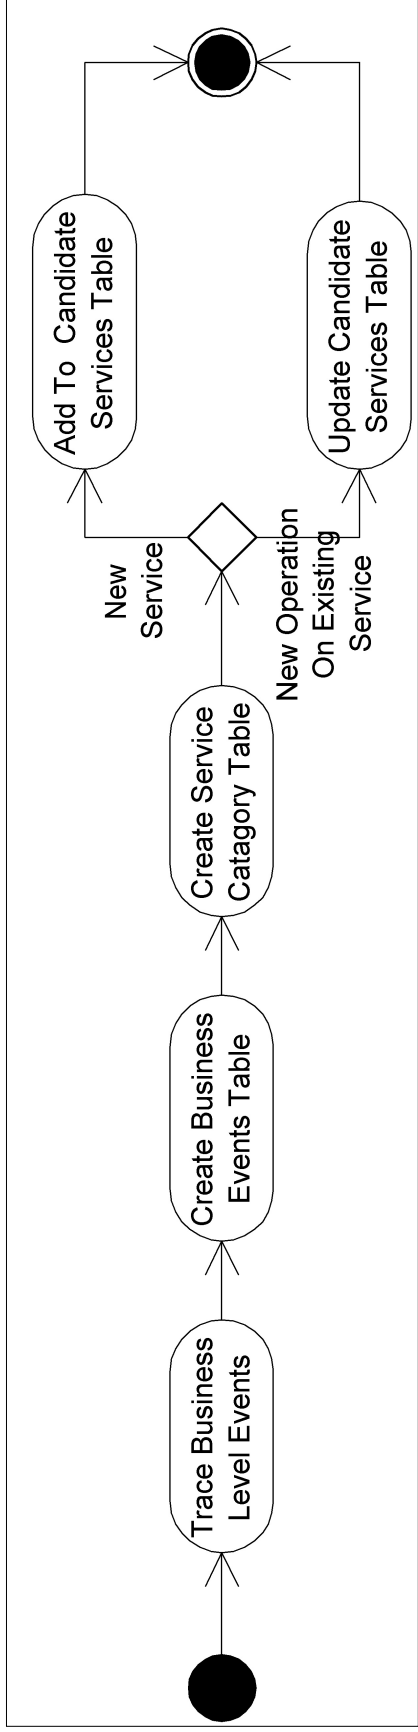 Trace Business
Level Events
Create Business
Events Table
Create Service
Catagory Table
New
Service
New Operation
On Existing
Service
Add To Candidate
Services Table
Update Candidate
Services Table